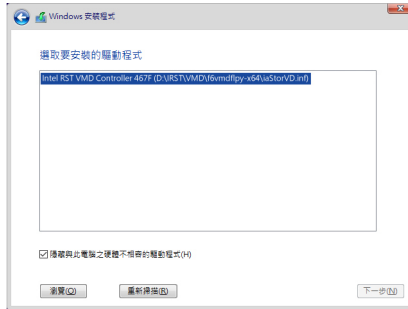 Windows 安裝程式
選取要安裝的驅動程式
Intel RST VMD Controller 467F (D:\IRST\VMD\f6vmdflpy-x64\iaStorVD.inf)
隱藏與此電腦之硬體不相容的驅動程式(H)
瀏覽(O) 重新掃描(R) 下一步(N)